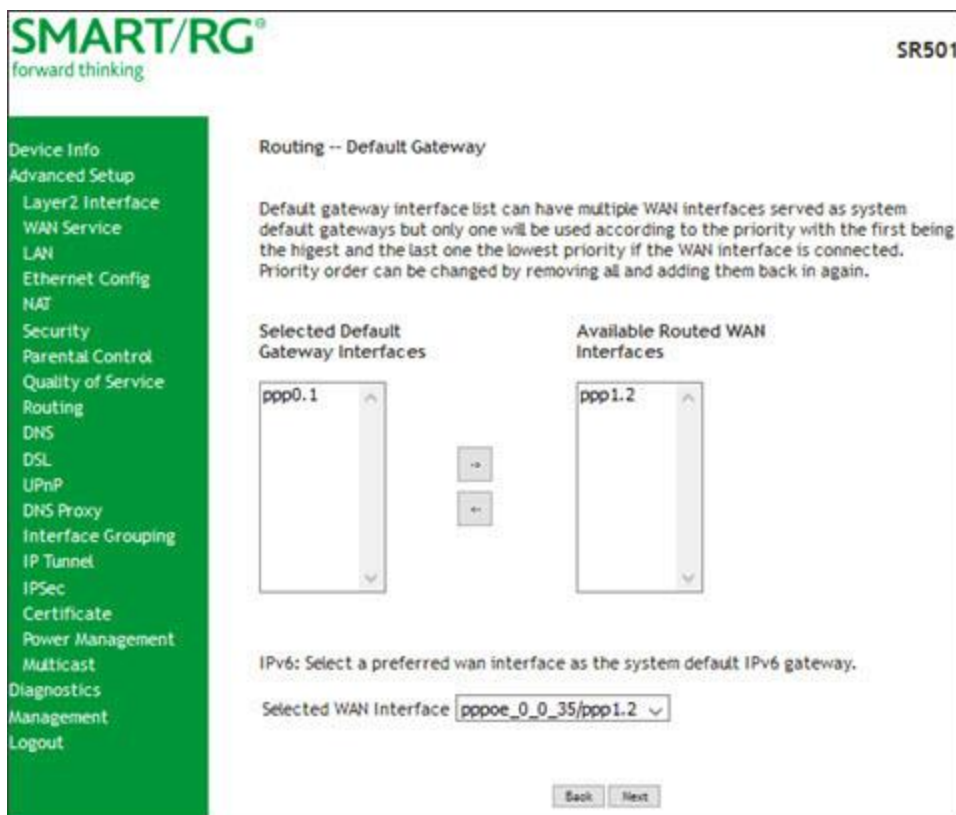 SMART/RG®
forward thinking
SR501
Device Info
Advanced Setup
Layer2 Interface
WAN Service
LAN
Ethernet Config
NAT
Security
Parental Control
Quality of Service
Routing
DNS
DSL
UPnP
DNS Proxy
Interface Grouping
IP Tunnel
IPSec
Certificate
Power Management
Multicast
Diagnostics
Management
Logout
Routing -- Default Gateway
Default gateway interface list can have multiple WAN interfaces served as system
default gateways but only one will be used according to the priority with the first being
the higest and the last one the lowest priority if the WAN interface is connected.
Priority order can be changed by removing all and adding them back in again.
Selected Default
Gateway Interfaces
Available Routed WAN
Interfaces
ppp0.1
ppp1.2
->
<-
IPv6: Select a preferred wan interface as the system default IPv6 gateway.
Selected WAN Interface pppoe_0_0_35/ppp1.2
Back Next